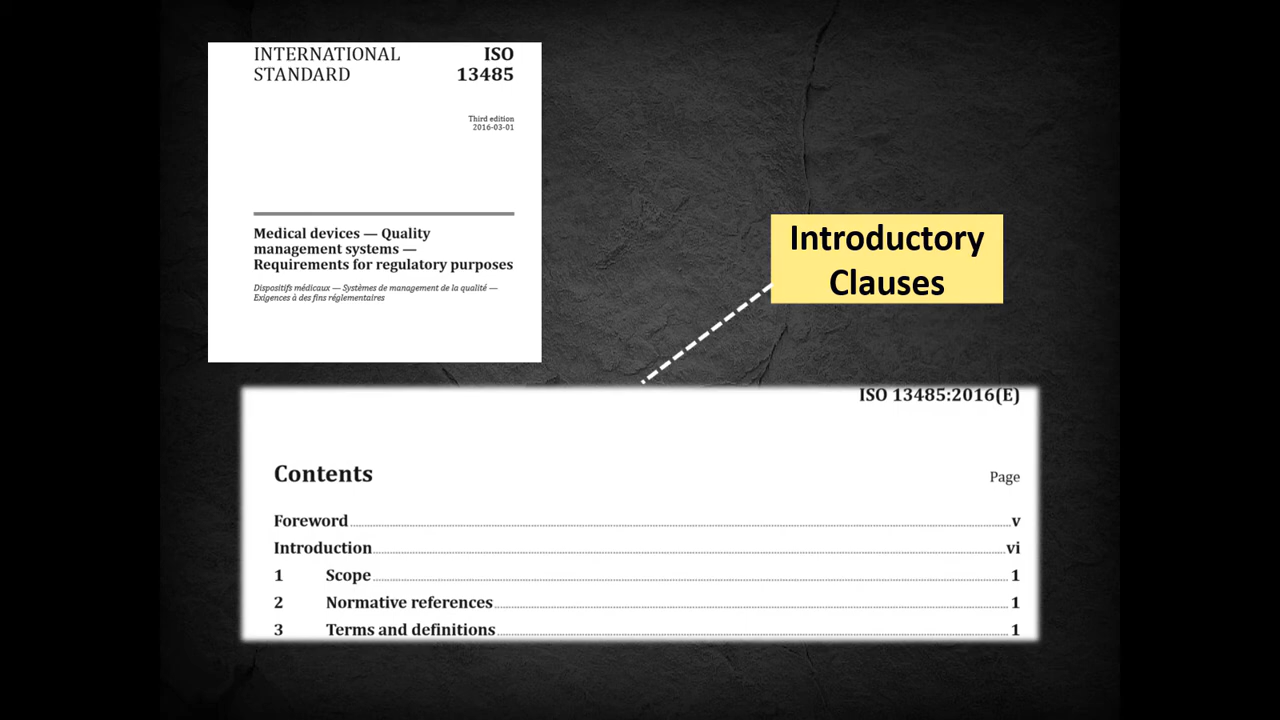 INTERNATIONAL STANDARD
ISO 13485
Third edition
2016-03-01
Medical devices — Quality
management systems —
Requirements for regulatory purposes
Dispositifs médicaux — Systèmes de management de la qualité —
Exigences à des fins réglementaires
Introductory
Clauses
ISO 13485:2016(E)
Contents Page
Foreword v
Introduction vi
1 Scope 1
2 Normative references 1
3 Terms and definitions 1